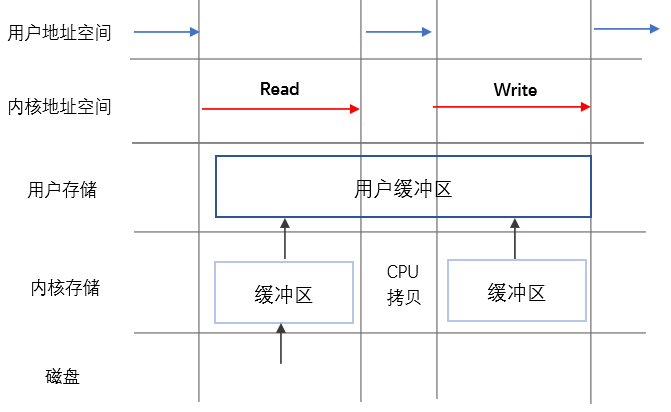 用户地址空间
内核地址空间
Read
Write
用户存储
用户缓冲区
内核存储
缓冲区
CPU
拷贝
缓冲区
磁盘